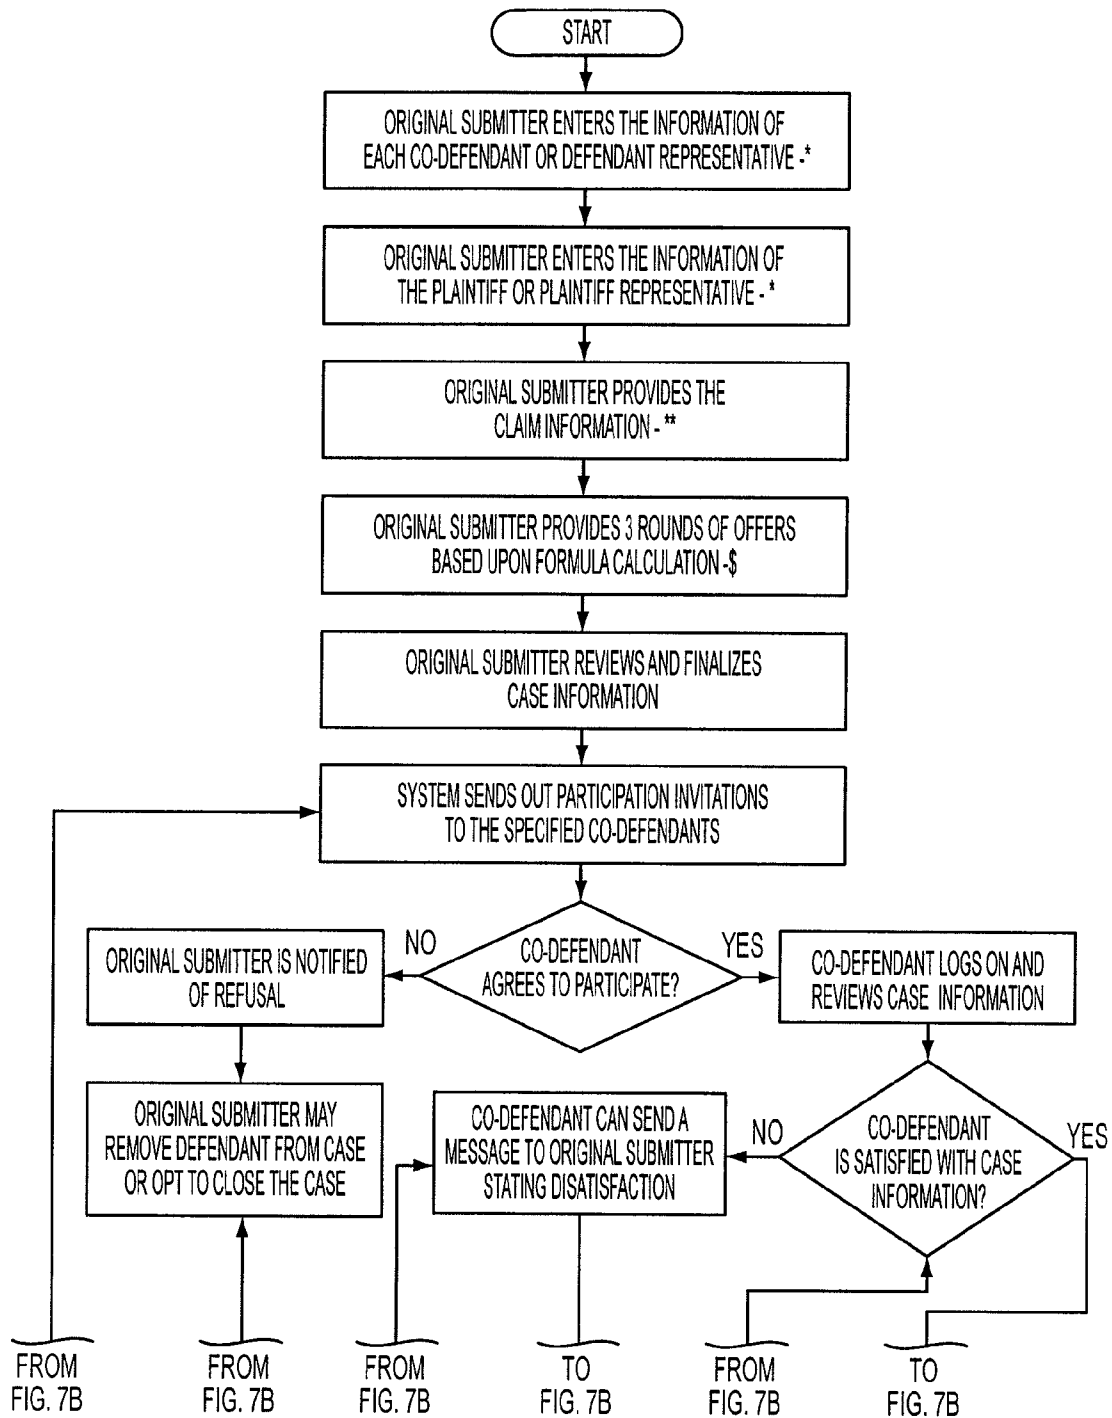 START
ORIGINAL SUBMITTER ENTERS THE INFORMATION OF
EACH CO-DEFENDANT OR DEFENDANT REPRESENTATIVE -*
ORIGINAL SUBMITTER ENTERS THE INFORMATION OF
THE PLAINTIFF OR PLAINTIFF REPRESENTATIVE - *
ORIGINAL SUBMITTER PROVIDES THE
CLAIM INFORMATION - **
ORIGINAL SUBMITTER PROVIDES 3 ROUNDS OF OFFERS
BASED UPON FORMULA CALCULATION -$
ORIGINAL SUBMITTER REVIEWS AND FINALIZES
CASE INFORMATION
SYSTEM SENDS OUT PARTICIPATION INVITATIONS
TO THE SPECIFIED CO-DEFENDANTS
CO-DEFENDANT
AGREES TO PARTICIPATE?
NO
YES
ORIGINAL SUBMITTER IS NOTIFIED
OF REFUSAL
CO-DEFENDANT LOGS ON AND
REVIEWS CASE INFORMATION
ORIGINAL SUBMITTER MAY
REMOVE DEFENDANT FROM CASE
OR OPT TO CLOSE THE CASE
CO-DEFENDANT CAN SEND A
MESSAGE TO ORIGINAL SUBMITTER
STATING DISATISFACTION
NO
CO-DEFENDANT
IS SATISFIED WITH CASE
INFORMATION?
YES
FROM
FIG. 7B
FROM
FIG. 7B
FROM
FIG. 7B
TO
FIG. 7B
FROM
FIG. 7B
TO
FIG. 7B